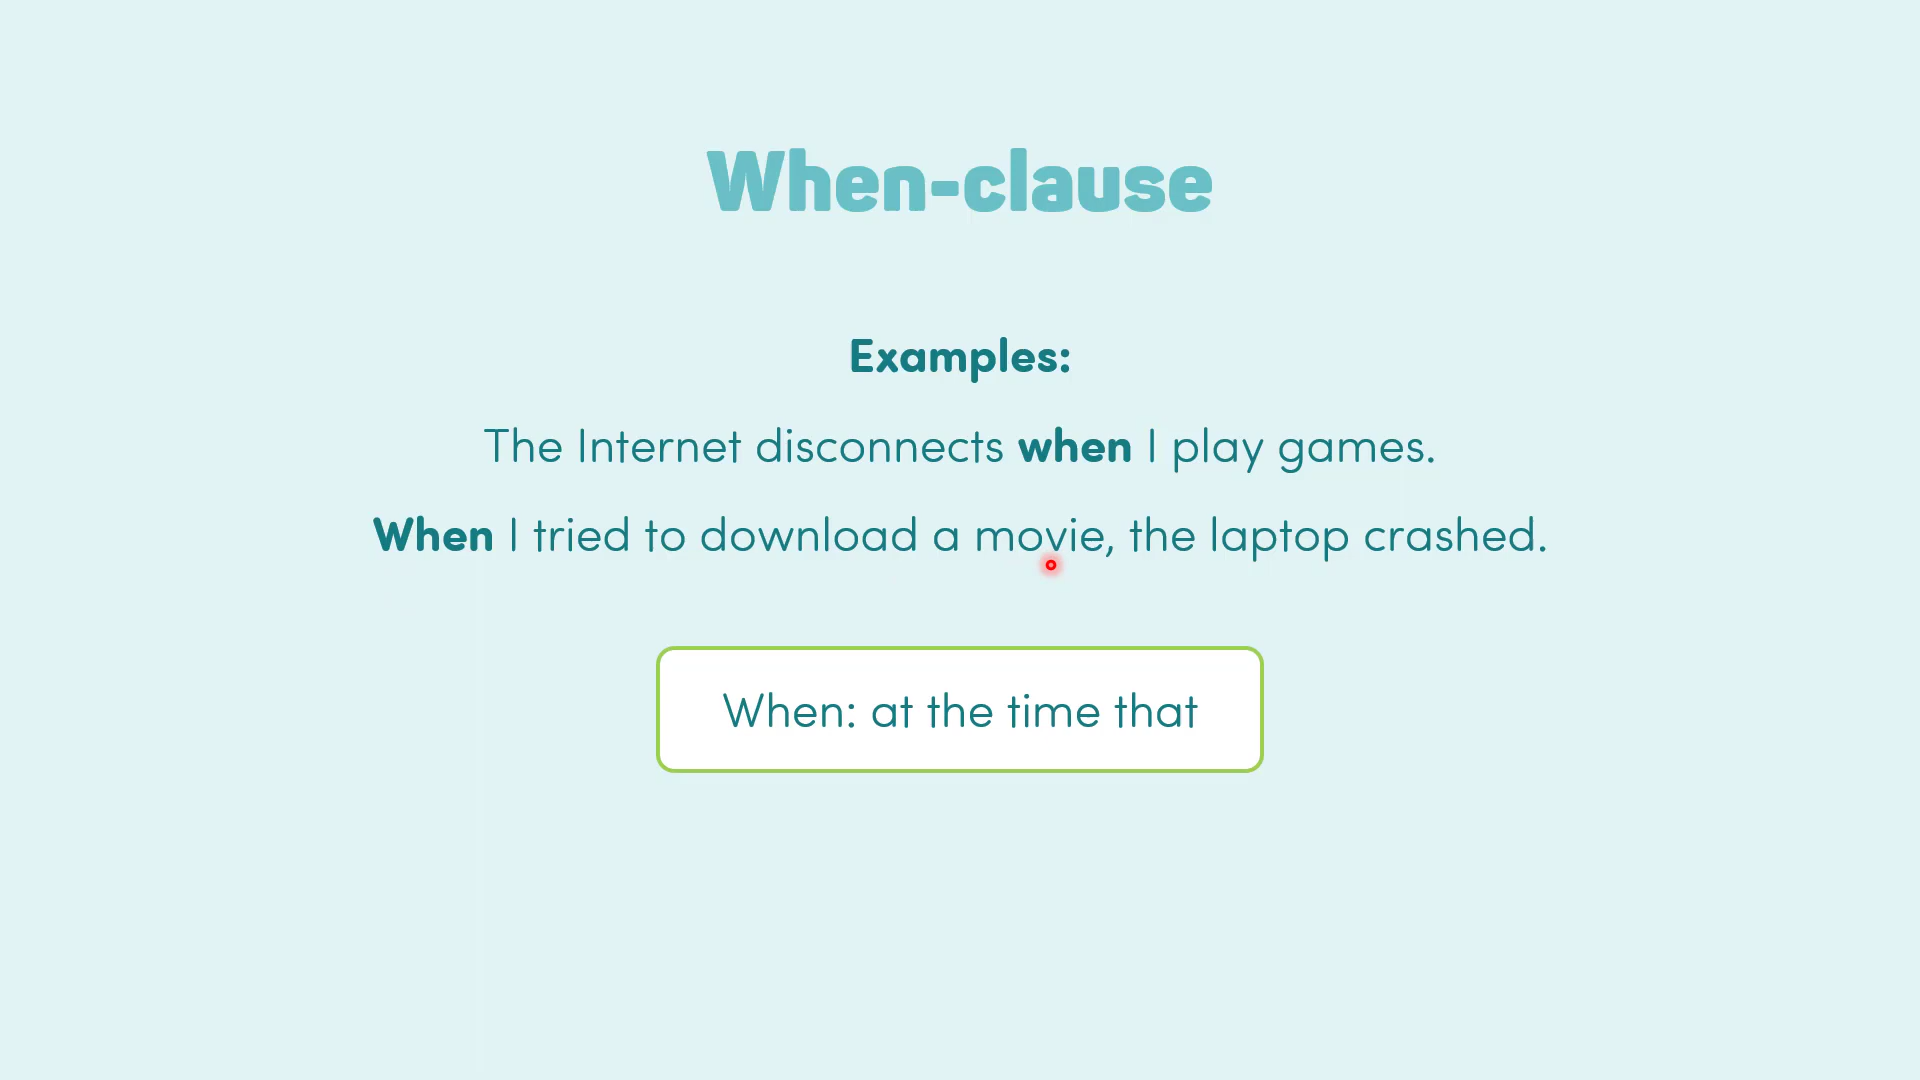 When-clause
Examples:
The Internet disconnects when I play games.
When I tried to download a movie, the laptop crashed.
When: at the time that